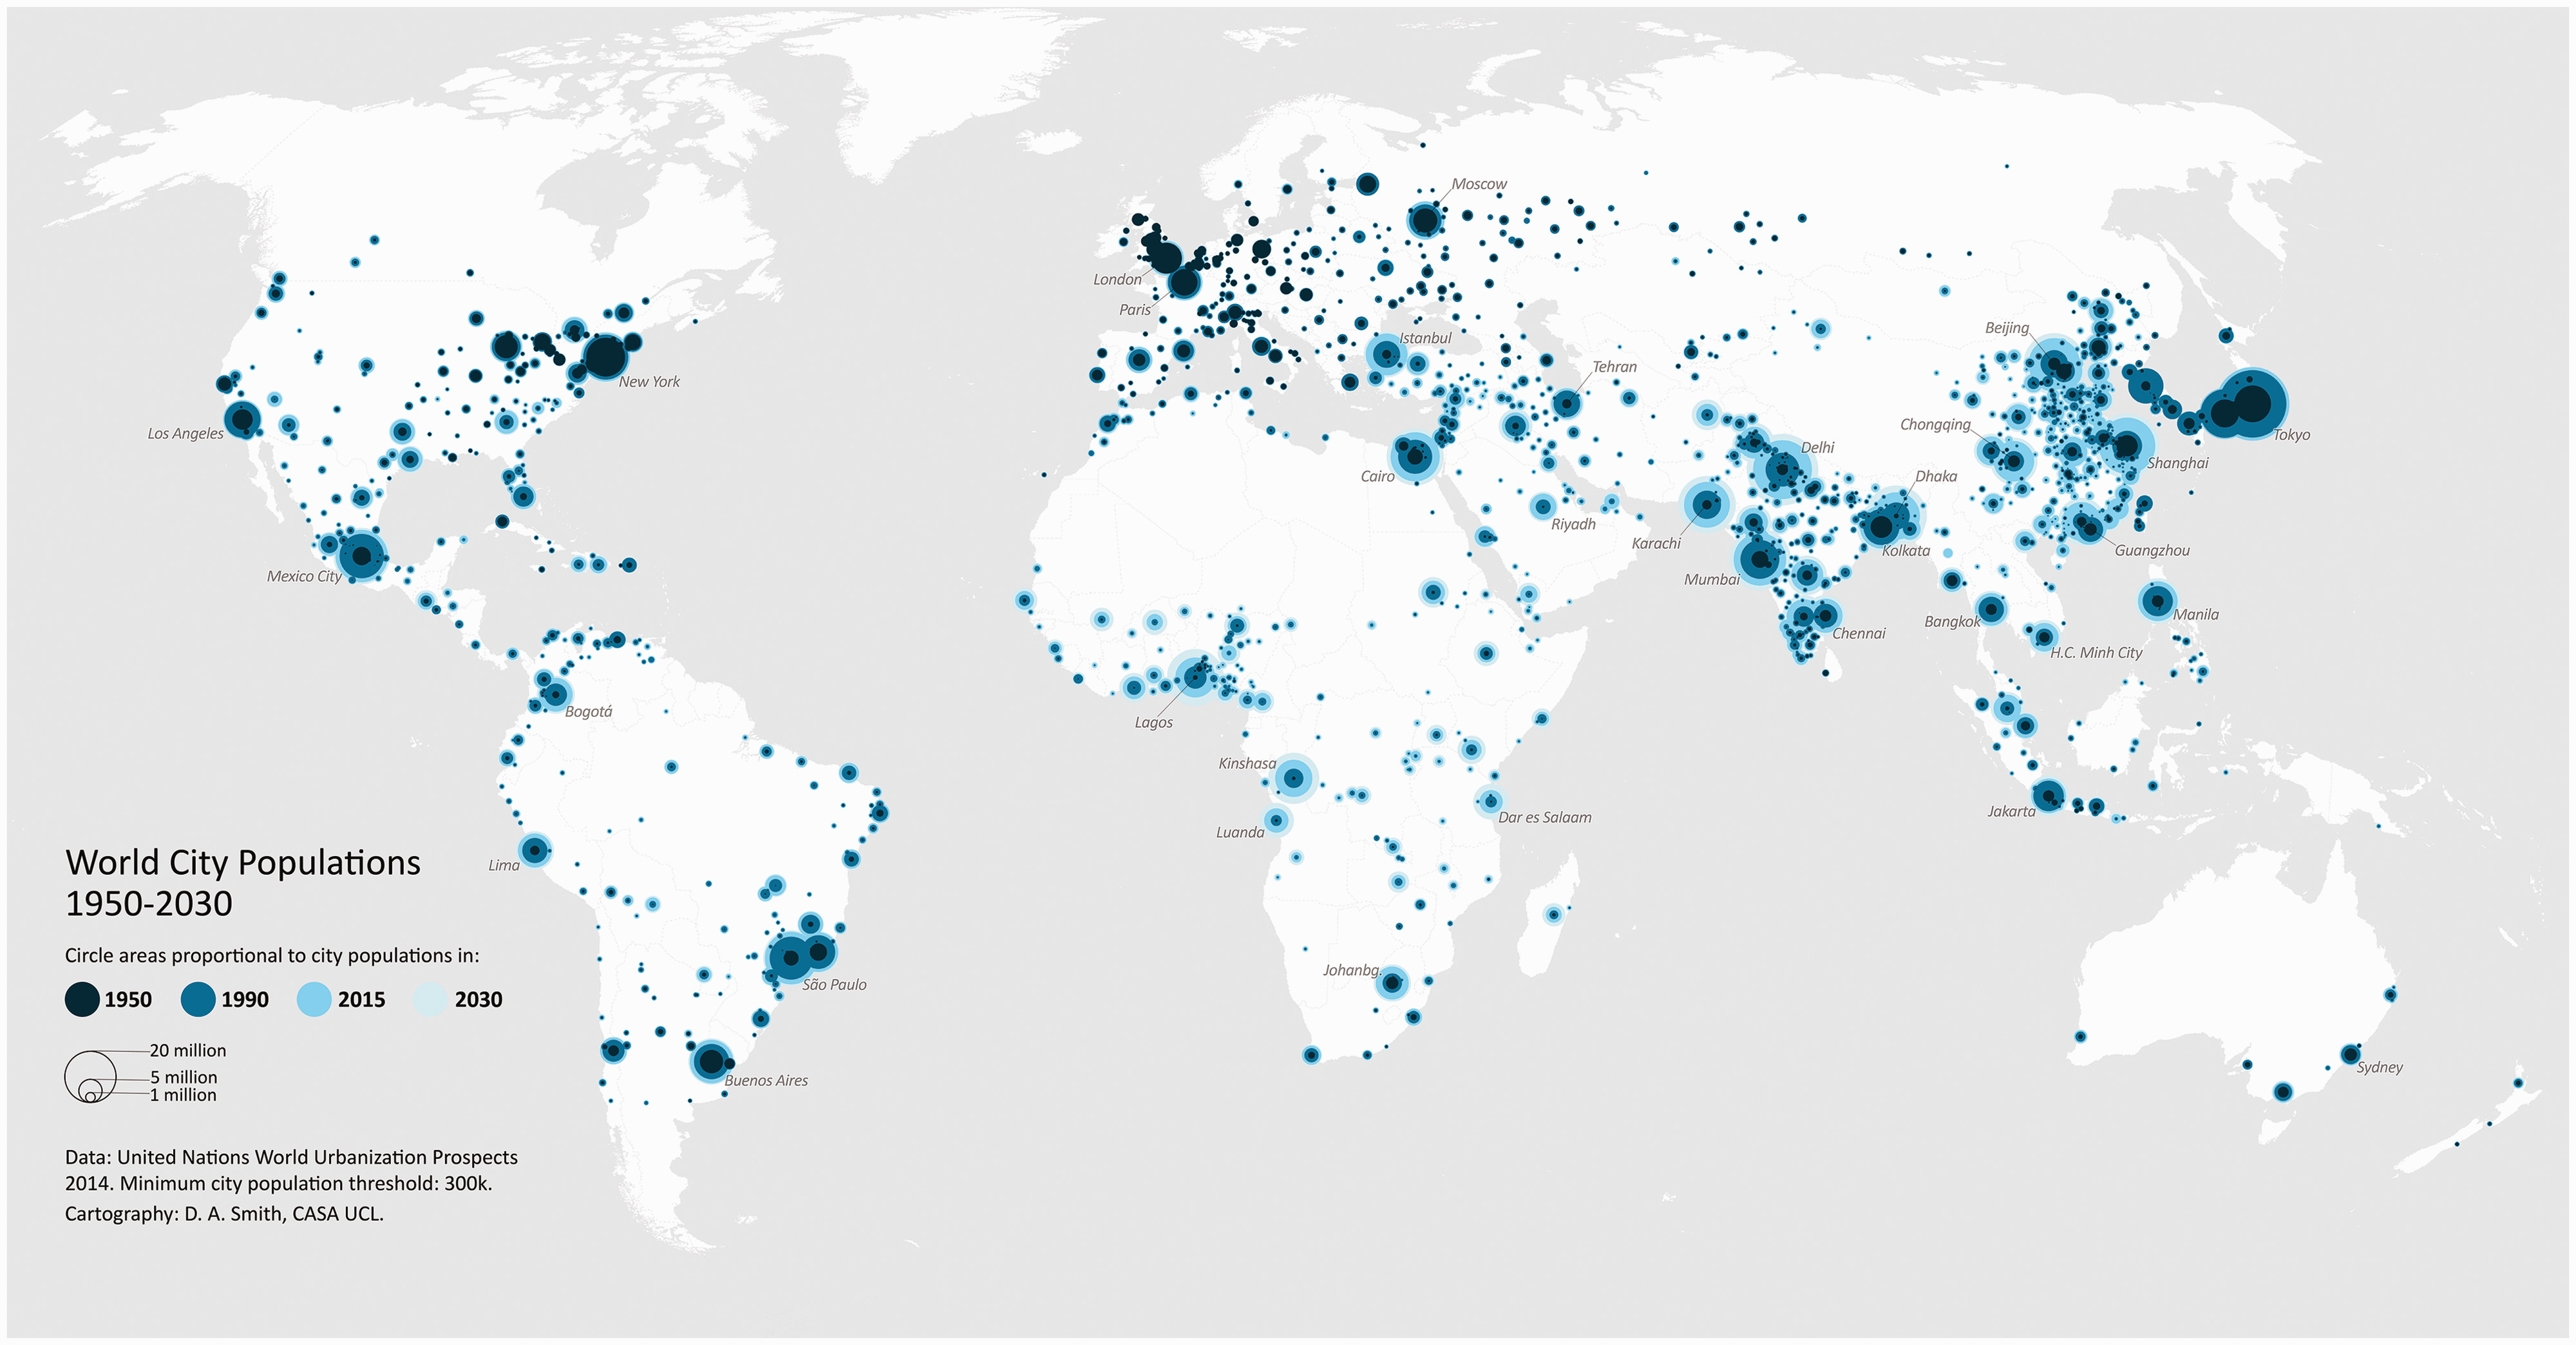 Moscow
London
Paris
Istanbul
Beijing
Tehran
New York
Los Angeles
Chongqing
Tokyo
Delhi
Shanghai
Cairo
Dhaka
Riyadh
Karachi
Kolkata
Guangzhou
Mexico City
Mumbai
Manila
Bangkok
Chennai
H.C. Minh City
Bogotá
Lagos
Kinshasa
Jakarta
Dar es Salaam
Luanda
Lima
World City Populations
1950-2030
Johanbg.
São Paulo
Circle areas proportional to city populations in:
1950 1990 2015 2030
20 million
5 million
1 million
Sydney
Buenos Aires
Data: United Nations World Urbanization Prospects
2014. Minimum city population threshold: 300k.
Cartography: D. A. Smith, CASA UCL.